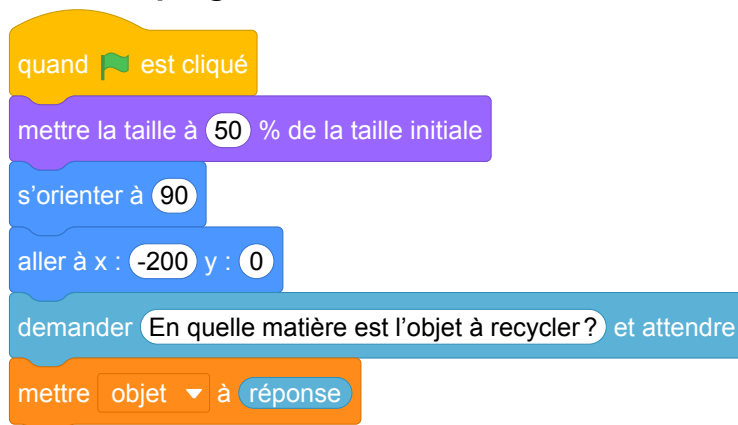 quand est cliqué
mettre la taille à 50 % de la taille initiale
s'orienter à 90
aller à x : -200 y : 0
demander En quelle matière est l'objet à recycler ? et attendre
mettre objet à réponse